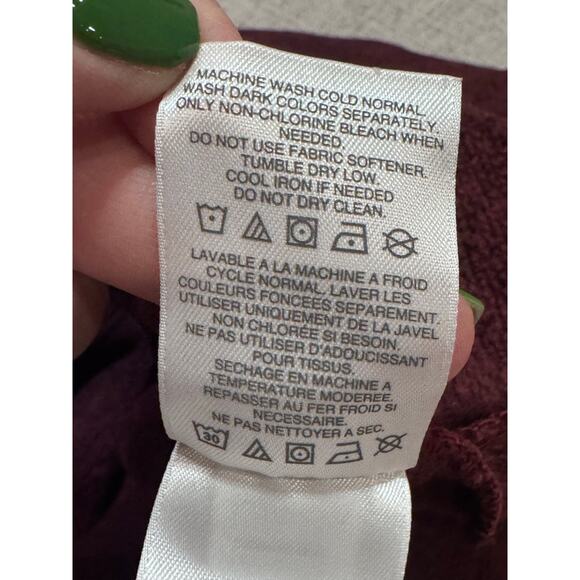 MACHINE WASH COLD NORMAL
WASH DARK COLORS SEPARATELY.
ONLY NON-CHLORINE BLEACH WHEN
NEEDED.
DO NOT USE FABRIC SOFTENER.
TUMBLE DRY LOW.
COOL IRON IF NEEDED
DO NOT DRY CLEAN.
LAVABLE A LA MACHINE A FROID
CYCLE NORMAL. LAVER LES
COULEURS FONCÉES SEPAREMENT.
UTILISER UNIQUEMENT DE LA JAVEL
NON CHLORÉE SI BESOIN.
NE PAS UTILISER D'ADOUCISSANT
POUR TISSUS.
SECHAGE EN MACHINE A
TEMPERATURE MODEREE.
REPASSER AU FER FROID SI
NECESSAIRE.
NE PAS NETTOYER A SEC.
30